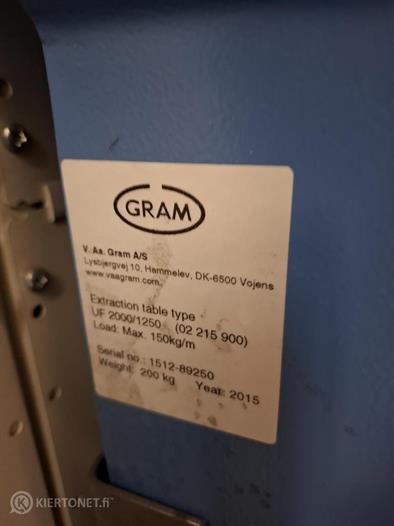 GRAM
V. Aa. Gram A/S
Lysbjergvej 10, Hammelev, DK-6500 Vojens
www.vaagram.com
Extraction table type
UF 2000/1250 (02 215 900)
Load: Max. 150kg/m
Serial no.: 1512-89250
Weight: 200 kg Year: 2015
KIERTONET.fi